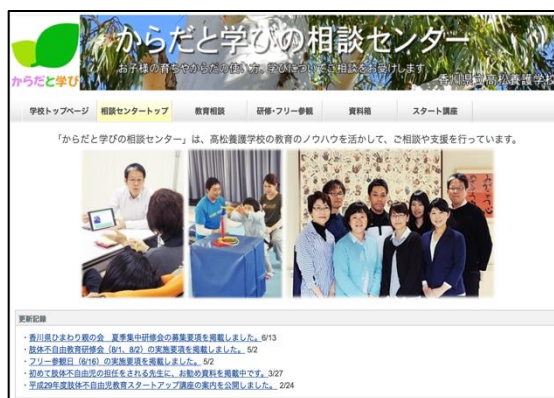 からだと学びの相談センター
お子様の育ちやからだの使い方、学びについてご相談をお受けします
からだと学び
香川県立高松養護学校
学校トップページ 相談センタートップ 教育相談 研修・フリー参観 資料箱 スタート講座
「からだと学びの相談センター」は、高松養護学校の教育のノウハウを活かして、ご相談や支援を行っています。
更新記録
・香川県ひまわり親の会 夏季集中研修会の募集要項を掲載しました。6/13
・肢体不自由教育研修会（8/1、8/2）の実施要項を掲載しました。 5/2
・フリー参観日（6/16）の実施要項を掲載しました。 5/2
・初めて肢体不自由児の担任をされる先生に、お勧め資料を掲載中です。3/27
・平成29年度肢体不自由児教育スタートアップ講座の案内を公開しました。 2/24